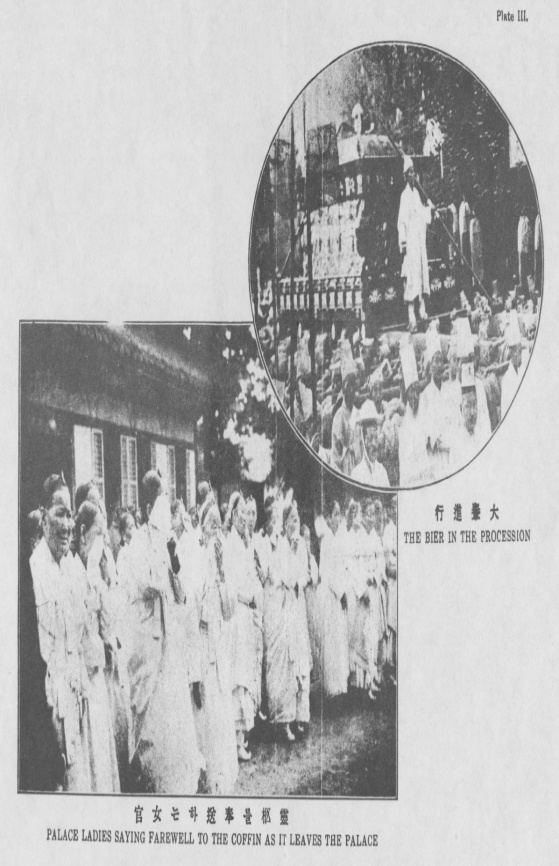 Plate III.
大轝進行
THE BIER IN THE PROCESSION
靈柩를奉送하는女官
PALACE LADIES SAYING FAREWELL TO THE COFFIN AS IT LEAVES THE PALACE